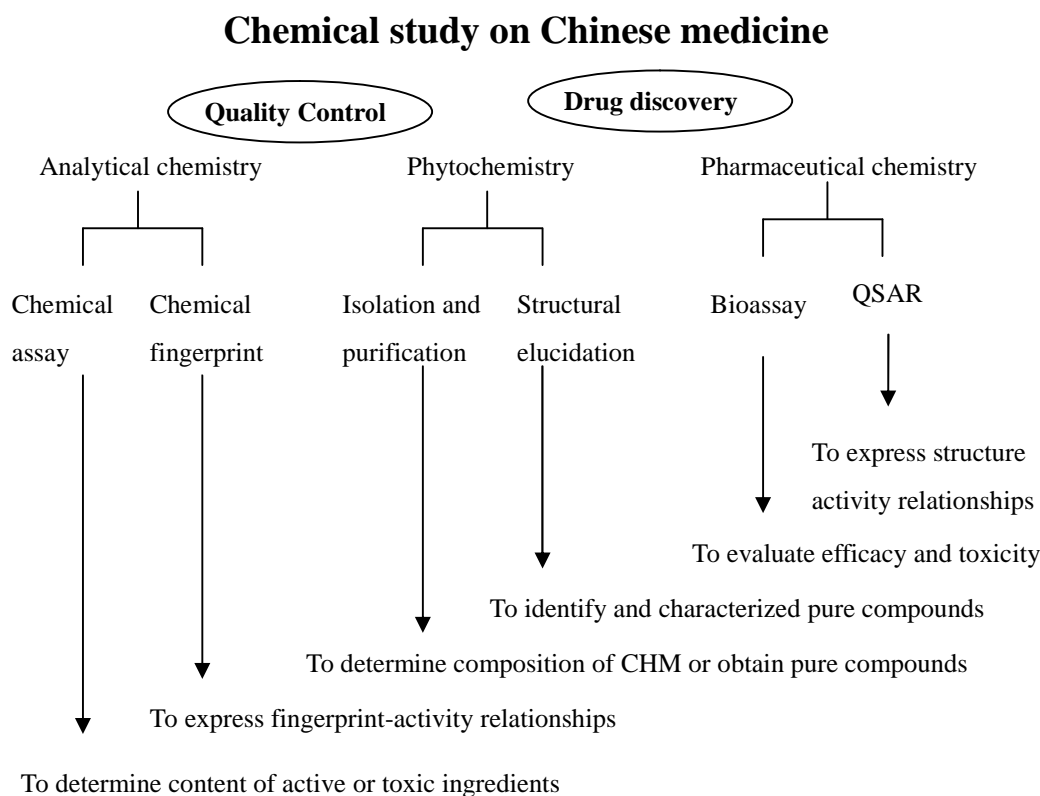 Chemical study on Chinese medicine
Quality Control
Drug discovery
Analytical chemistry
Phytochemistry
Pharmaceutical chemistry
Chemical
assay
Chemical
fingerprint
Isolation and
purification
Structural
elucidation
Bioassay
QSAR
To express structure
activity relationships
To evaluate efficacy and toxicity
To identify and characterized pure compounds
To determine composition of CHM or obtain pure compounds
To express fingerprint-activity relationships
To determine content of active or toxic ingredients